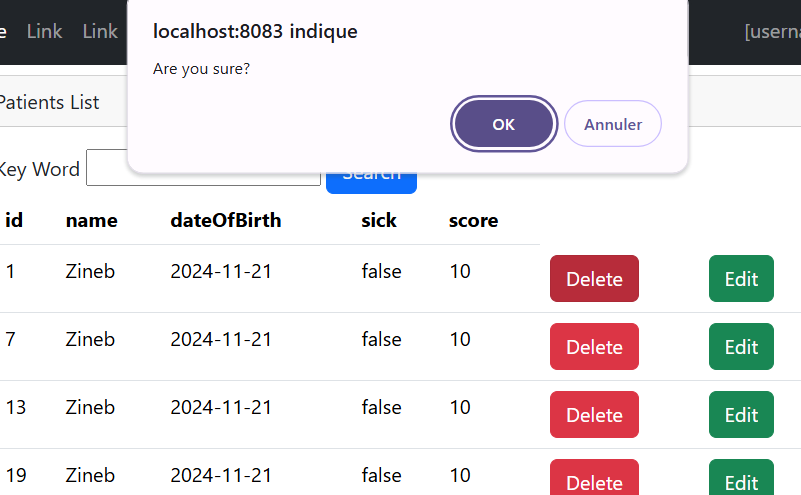 e Link Link [userna
localhost:8083 indique
Are you sure?
OK Annuler
Patients List
Key Word Search
id name dateOfBirth sick score
1 Zineb 2024-11-21 false 10 Delete Edit
7 Zineb 2024-11-21 false 10 Delete Edit
13 Zineb 2024-11-21 false 10 Delete Edit
19 Zineb 2024-11-21 false 10 Delete Edit